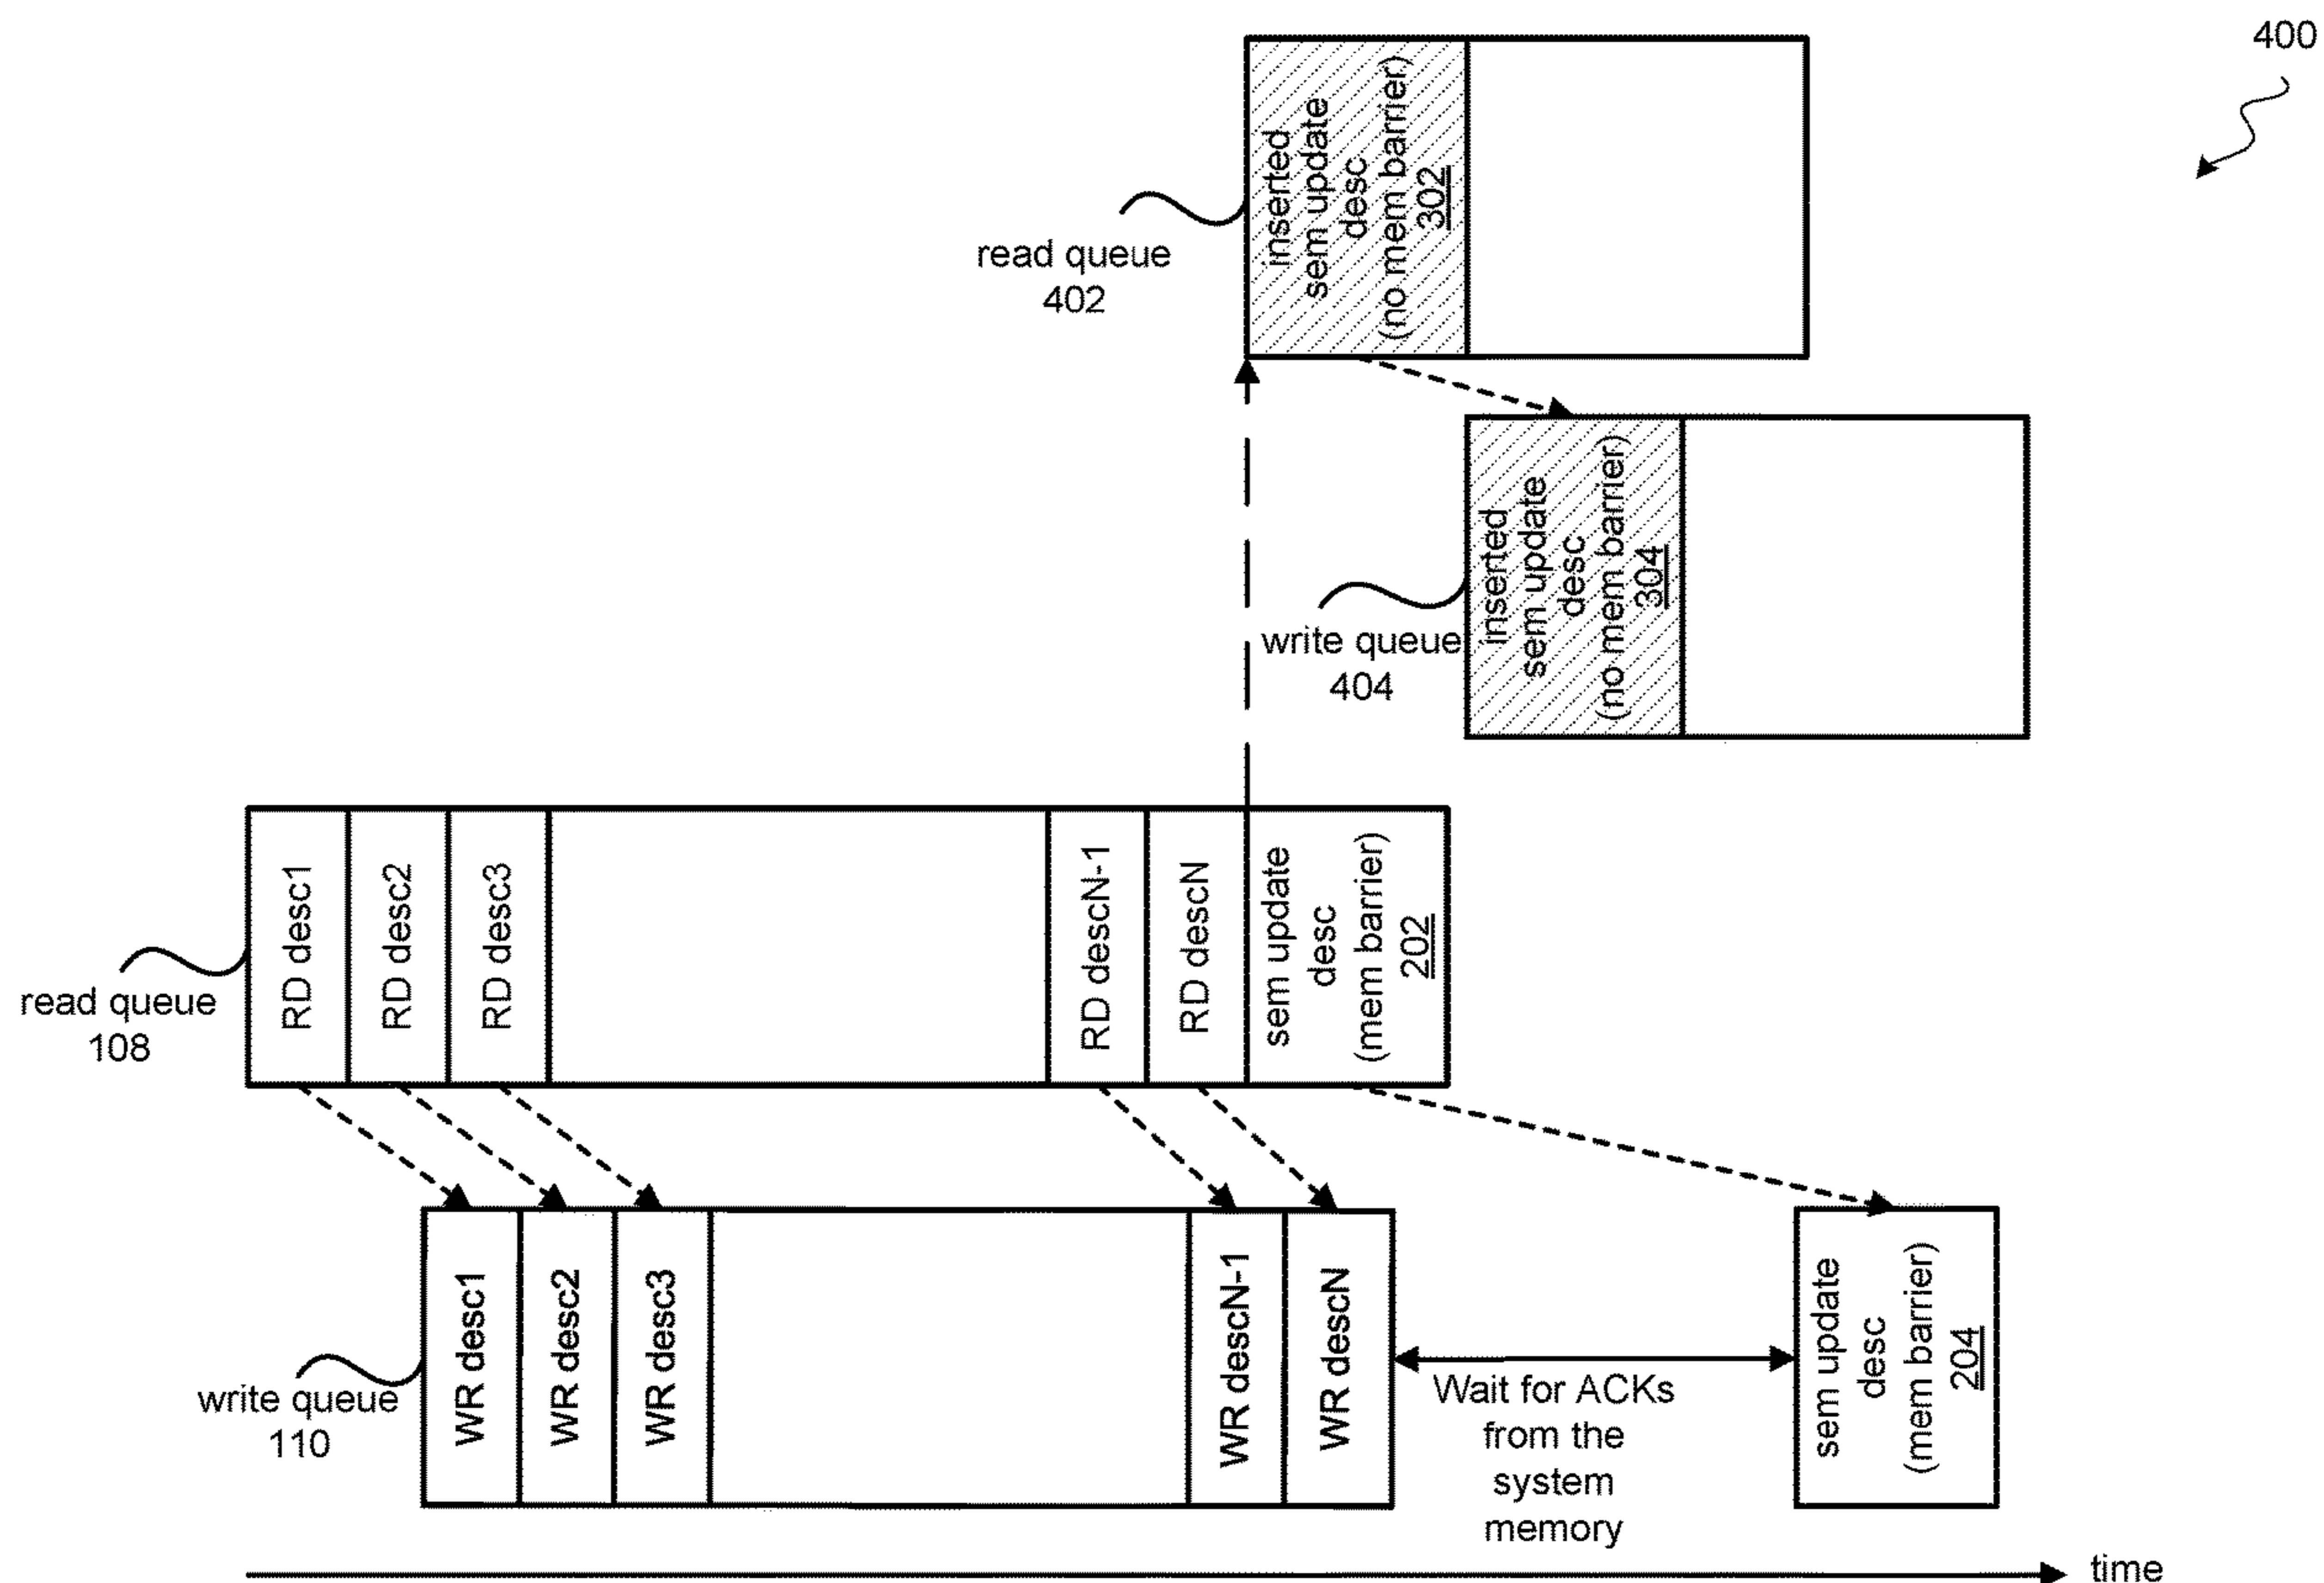 400
inserted
sem update
desc
(no mem barrier)
302
read queue
402
inserted
sem update
desc
(no mem barrier)
304
write queue
404
RD desc1
RD desc2
RD desc3
RD descN-1
RD descN
sem update
desc
(mem barrier)
202
read queue
108
WR desc1
WR desc2
WR desc3
WR descN-1
WR descN
write queue
110
Wait for ACKs
from the
system
memory
sem update
desc
(mem barrier)
204
time